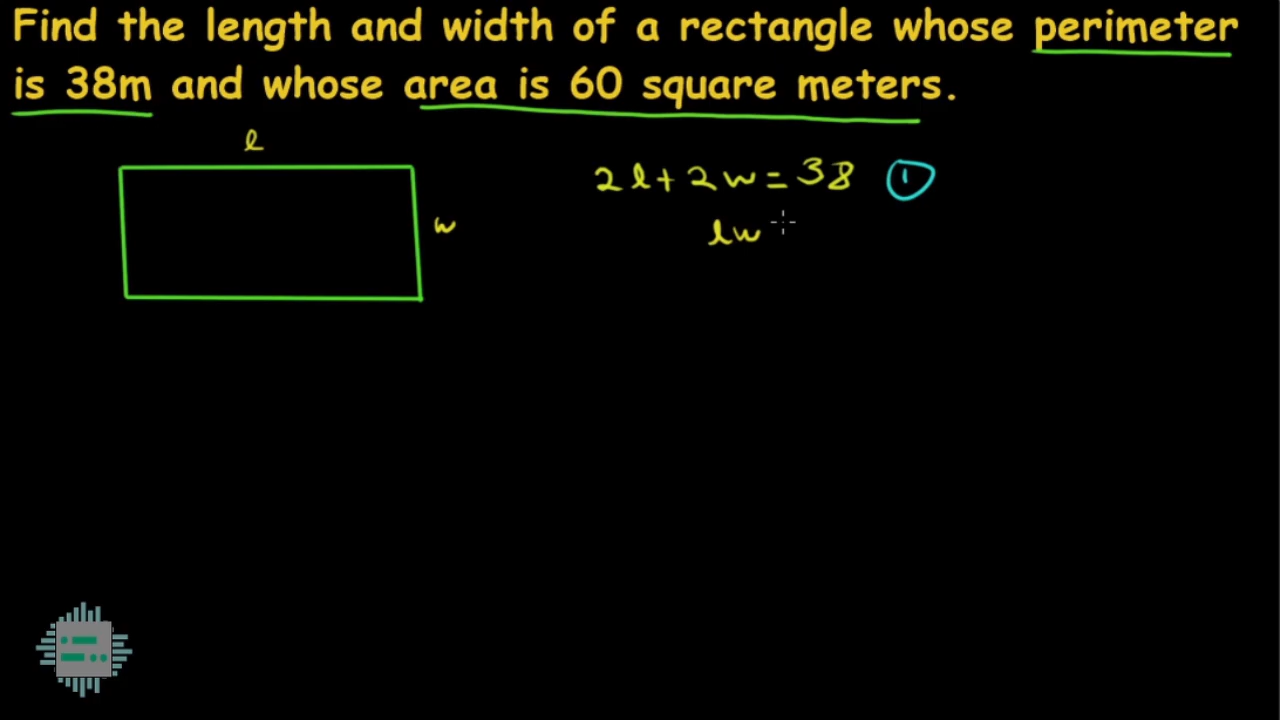 Find the length and width of a rectangle whose perimeter
is 38m and whose area is 60 square meters.
l
2l+2w=38 ①
w
lw